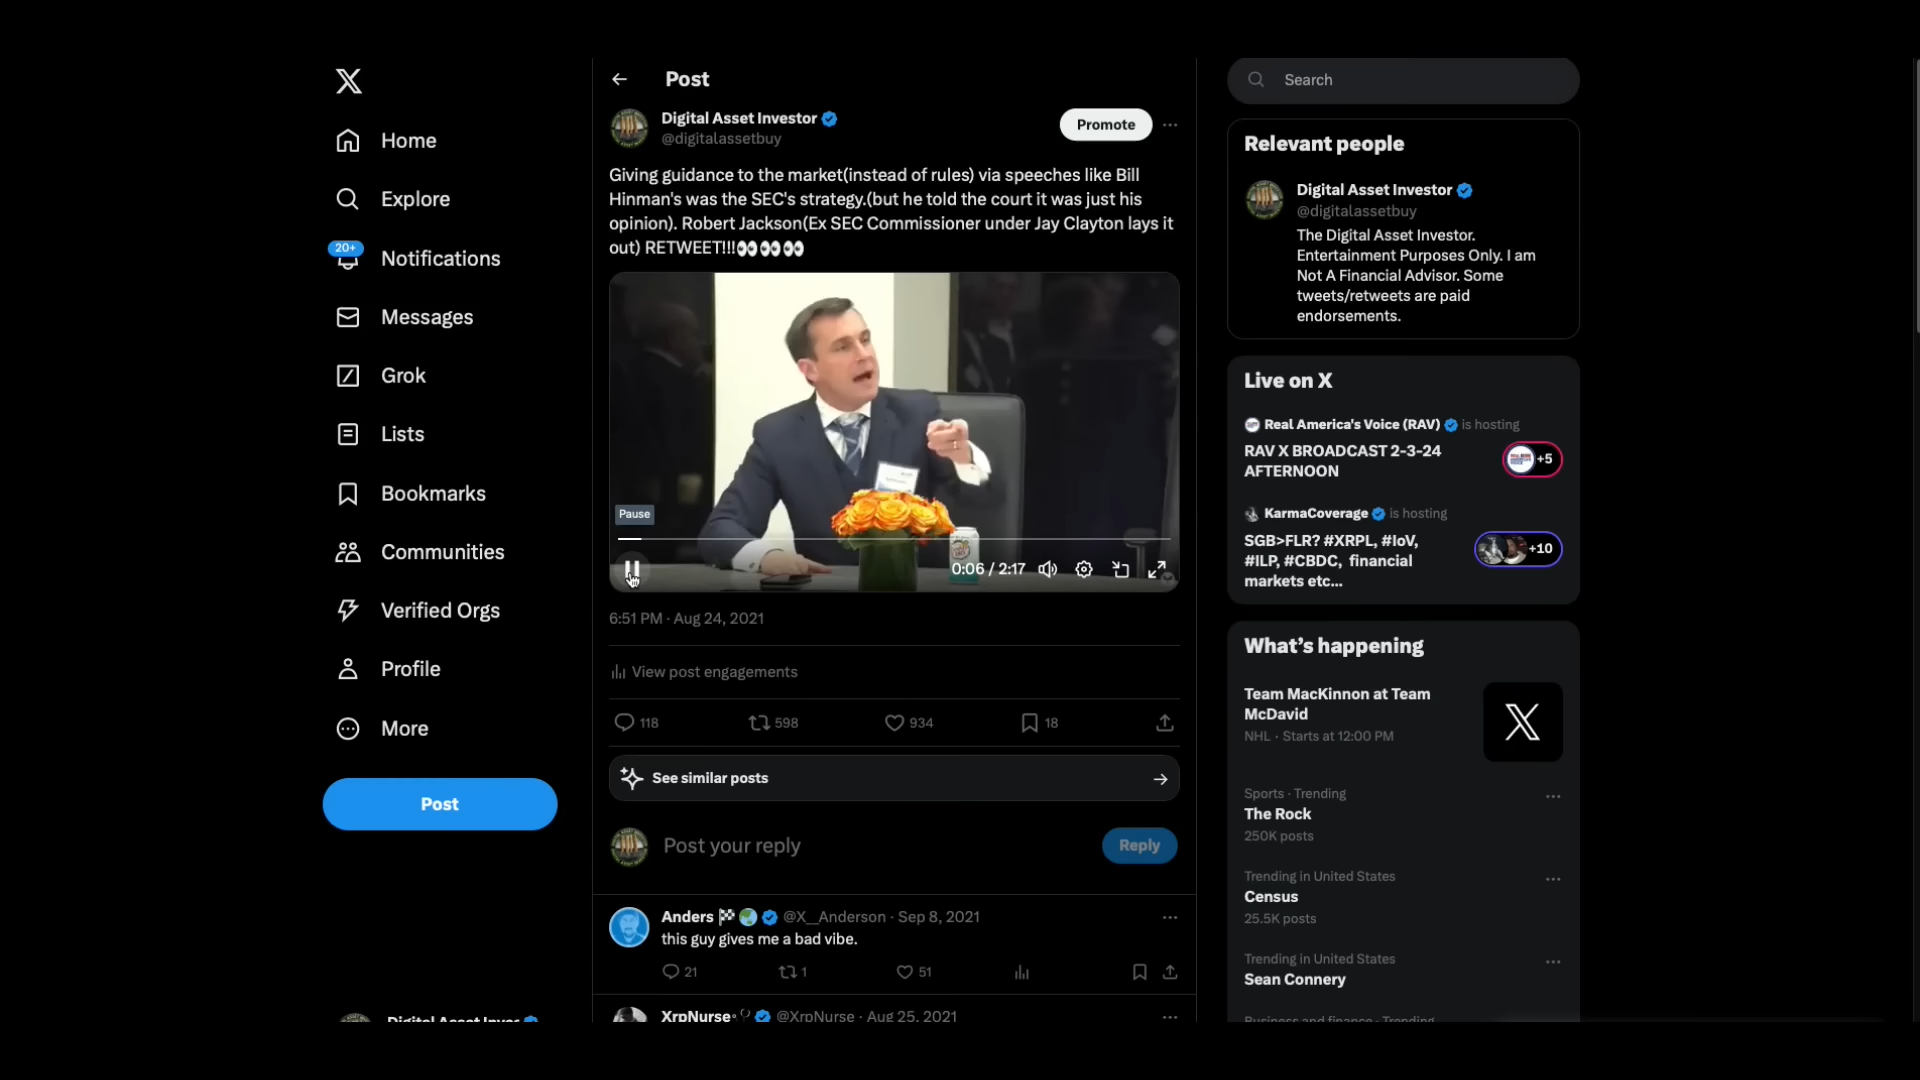 Home
Explore
20+
Notifications
Messages
Grok
Lists
Bookmarks
Communities
Verified Orgs
Profile
More
Post
Post
Digital Asset Investor
@digitalassetbuy
Promote
Giving guidance to the market(instead of rules) via speeches like Bill
Hinman's was the SEC's strategy.(but he told the court it was just his
opinion). Robert Jackson(Ex SEC Commissioner under Jay Clayton lays it
out) RETWEET!!!👀👀👀👀
Pause
0:06 / 2:17
6:51 PM · Aug 24, 2021
View post engagements
118
598
934
18
See similar posts
Post your reply
Reply
Anders 🏁🌏 @X__Anderson · Sep 8, 2021
this guy gives me a bad vibe.
21
1
51
XrpNurse @XrpNurse · Aug 25, 2021
Search
Relevant people
Digital Asset Investor
@digitalassetbuy
The Digital Asset Investor.
Entertainment Purposes Only. I am
Not A Financial Advisor. Some
tweets/retweets are paid
endorsements.
Live on X
Real America's Voice (RAV) is hosting
RAV X BROADCAST 2-3-24
AFTERNOON
+5
KarmaCoverage is hosting
SGB>FLR? #XRPL, #IoV,
#ILP, #CBDC, financial
markets etc...
+10
What's happening
Team MacKinnon at Team
McDavid
NHL · Starts at 12:00 PM
Sports · Trending
The Rock
250K posts
Trending in United States
Census
25.5K posts
Trending in United States
Sean Connery
Business and finance · Trending